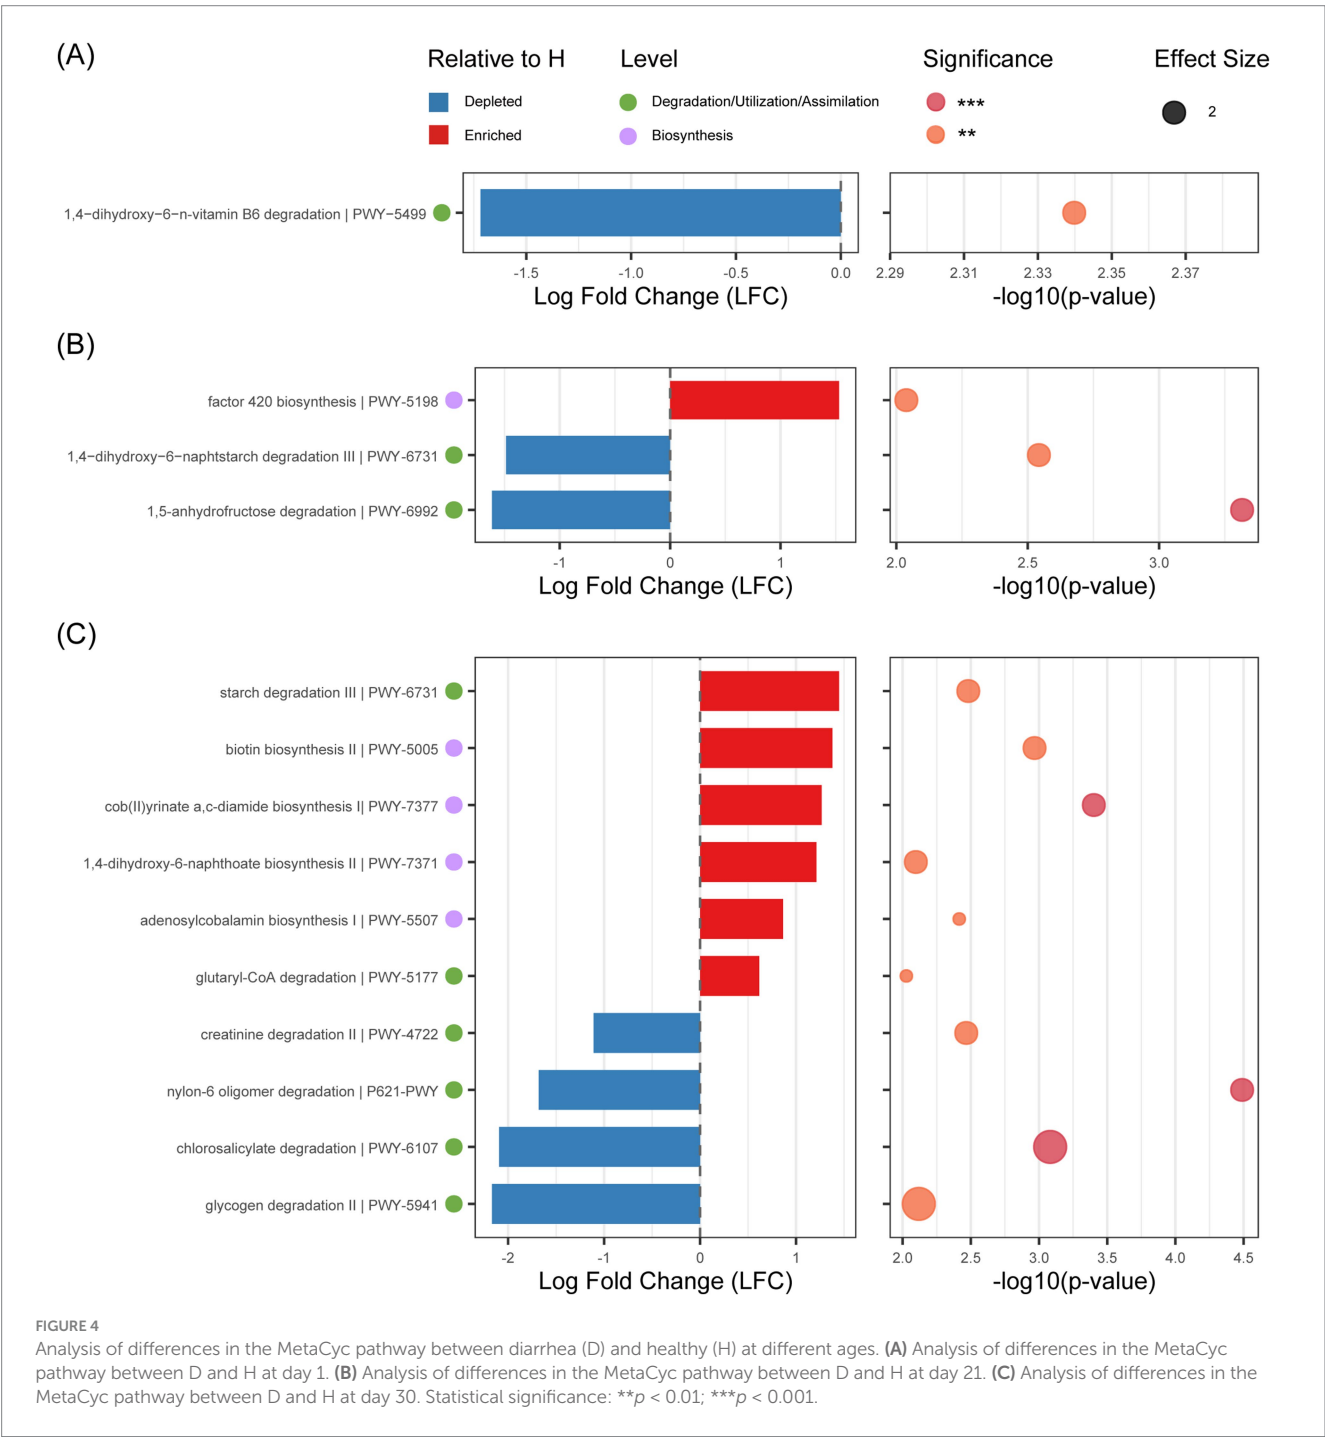 (A)
Relative to H
Level
Significance
Effect Size
Depleted
Degradation/Utilization/Assimilation
***
2
Enriched
Biosynthesis
**
1,4−dihydroxy−6−n-vitamin B6 degradation | PWY−5499
-1.5 -1.0 -0.5 0.0
Log Fold Change (LFC)
2.29 2.31 2.33 2.35 2.37
-log10(p-value)
(B)
factor 420 biosynthesis | PWY-5198
1,4−dihydroxy−6−naphtstarch degradation III | PWY-6731
1,5-anhydrofructose degradation | PWY-6992
-1 0 1
Log Fold Change (LFC)
2.0 2.5 3.0
-log10(p-value)
(C)
starch degradation III | PWY-6731
biotin biosynthesis II | PWY-5005
cob(II)yrinate a,c-diamide biosynthesis I| PWY-7377
1,4-dihydroxy-6-naphthoate biosynthesis II | PWY-7371
adenosylcobalamin biosynthesis I | PWY-5507
glutaryl-CoA degradation | PWY-5177
creatinine degradation II | PWY-4722
nylon-6 oligomer degradation | P621-PWY
chlorosalicylate degradation | PWY-6107
glycogen degradation II | PWY-5941
-2 -1 0 1
Log Fold Change (LFC)
2.0 2.5 3.0 3.5 4.0 4.5
-log10(p-value)
FIGURE 4
Analysis of differences in the MetaCyc pathway between diarrhea (D) and healthy (H) at different ages. (A) Analysis of differences in the MetaCyc
pathway between D and H at day 1. (B) Analysis of differences in the MetaCyc pathway between D and H at day 21. (C) Analysis of differences in the
MetaCyc pathway between D and H at day 30. Statistical significance: **p < 0.01; ***p < 0.001.